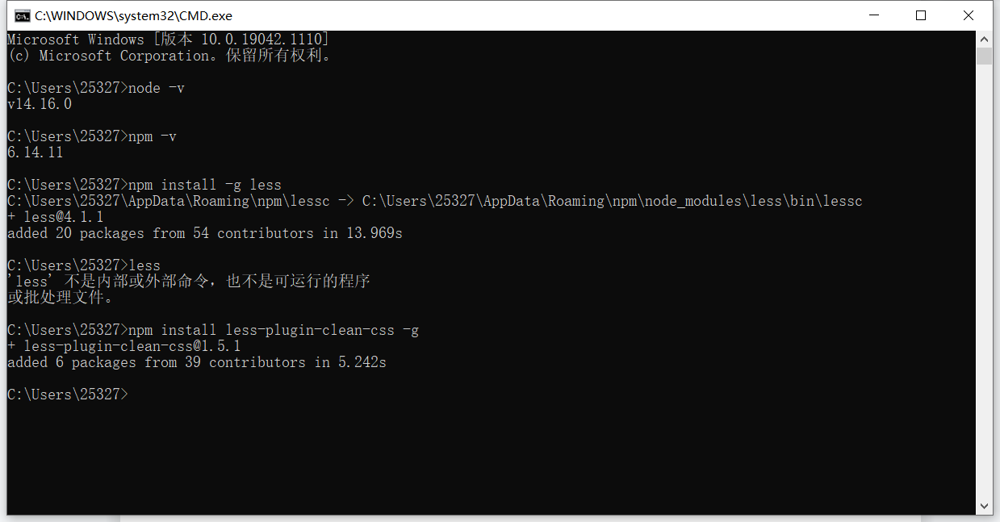 C:\WINDOWS\system32\CMD.exe
Microsoft Windows [版本 10.0.19042.1110]
(c) Microsoft Corporation。保留所有权利。
C:\Users\25327>node -v
v14.16.0
C:\Users\25327>npm -v
6.14.11
C:\Users\25327>npm install -g less
C:\Users\25327\AppData\Roaming\npm\lessc -> C:\Users\25327\AppData\Roaming\npm\node_modules\less\bin\lessc
+ less@4.1.1
added 20 packages from 54 contributors in 13.969s
C:\Users\25327>less
'less' 不是内部或外部命令，也不是可运行的程序
或批处理文件。
C:\Users\25327>npm install less-plugin-clean-css -g
+ less-plugin-clean-css@1.5.1
added 6 packages from 39 contributors in 5.242s
C:\Users\25327>